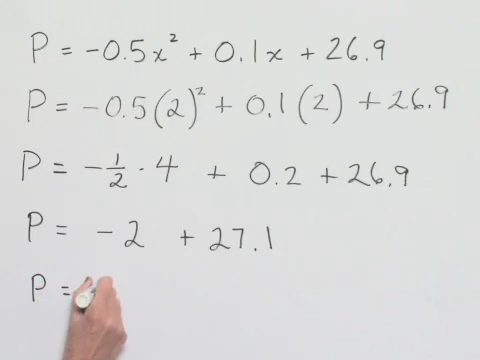 P = -0.5x² + 0.1x + 26.9
P = -0.5(2)² + 0.1(2) + 26.9
P = -1/2 · 4 + 0.2 + 26.9
P = -2 + 27.1
P =